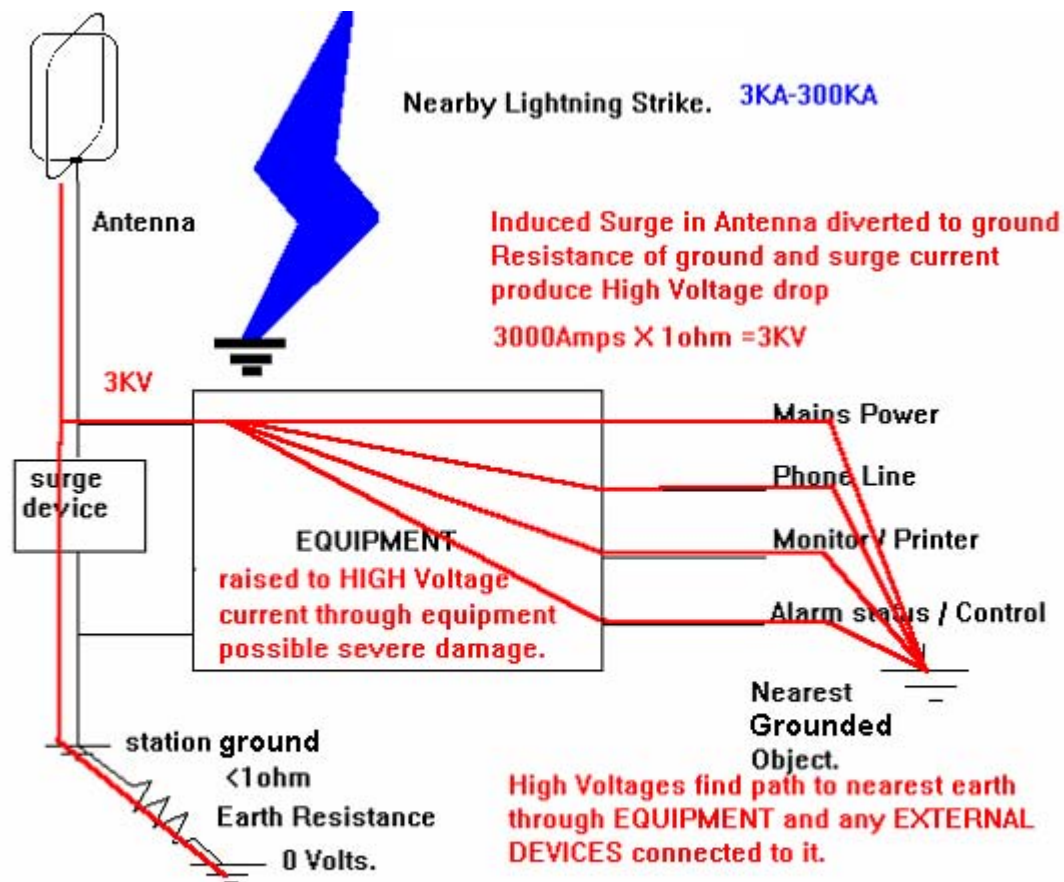 Nearby Lightning Strike. 3KA-300KA
Antenna
Induced Surge in Antenna diverted to ground
Resistance of ground and surge current
produce High Voltage drop
3000Amps X 1ohm =3KV
3KV
Mains Power
surge
device
Phone Line
EQUIPMENT
Monitor / Printer
raised to HIGH Voltage
current through equipment
possible severe damage.
Alarm status / Control
Nearest
Grounded
Object.
station ground
<1ohm
Earth Resistance
0 Volts.
High Voltages find path to nearest earth
through EQUIPMENT and any EXTERNAL
DEVICES connected to it.